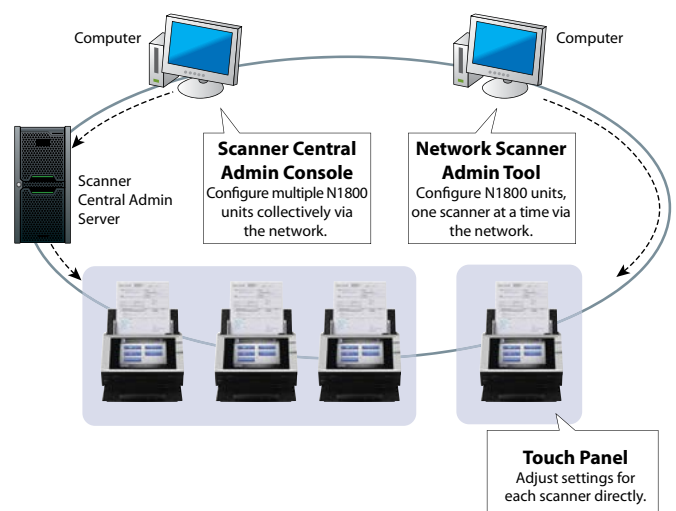 Computer
Computer
Scanner Central
Admin Console
Configure multiple N1800
units collectively via
the network.
Network Scanner
Admin Tool
Configure N1800 units,
one scanner at a time via
the network.
Scanner
Central Admin
Server
Touch Panel
Adjust settings for
each scanner directly.